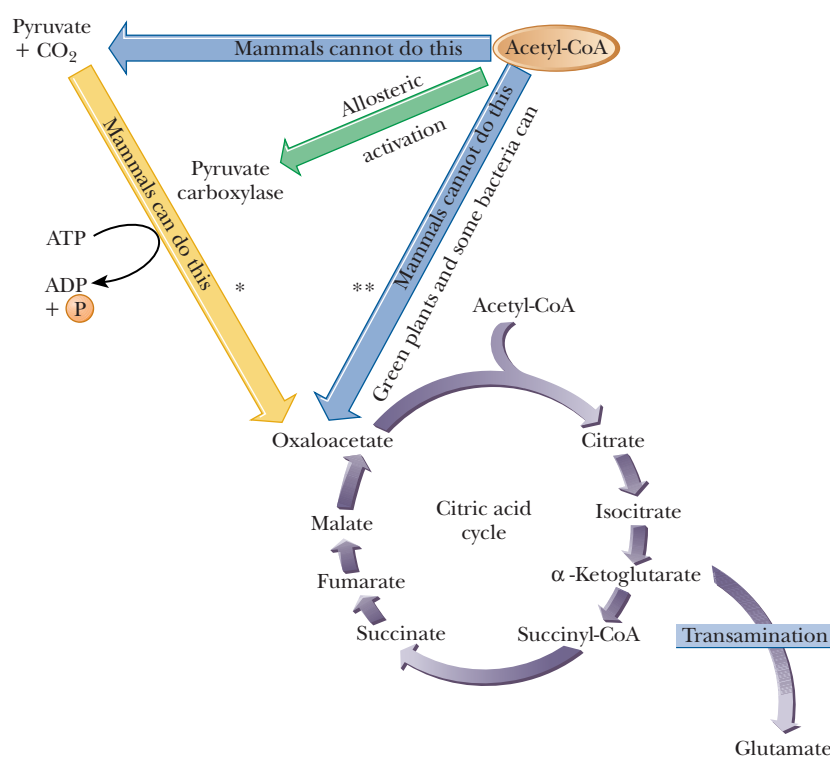 Pyruvate
+ CO₂
Mammals cannot do this
Acetyl-CoA
Allosteric
activation
Pyruvate
carboxylase
Mammals can do this
Mammals cannot do this
Green plants and some bacteria can
ATP
ADP
+ P
*
**
Acetyl-CoA
Oxaloacetate
Citrate
Citric acid
cycle
Isocitrate
Malate
α-Ketoglutarate
Fumarate
Succinate
Succinyl-CoA
Transamination
Glutamate